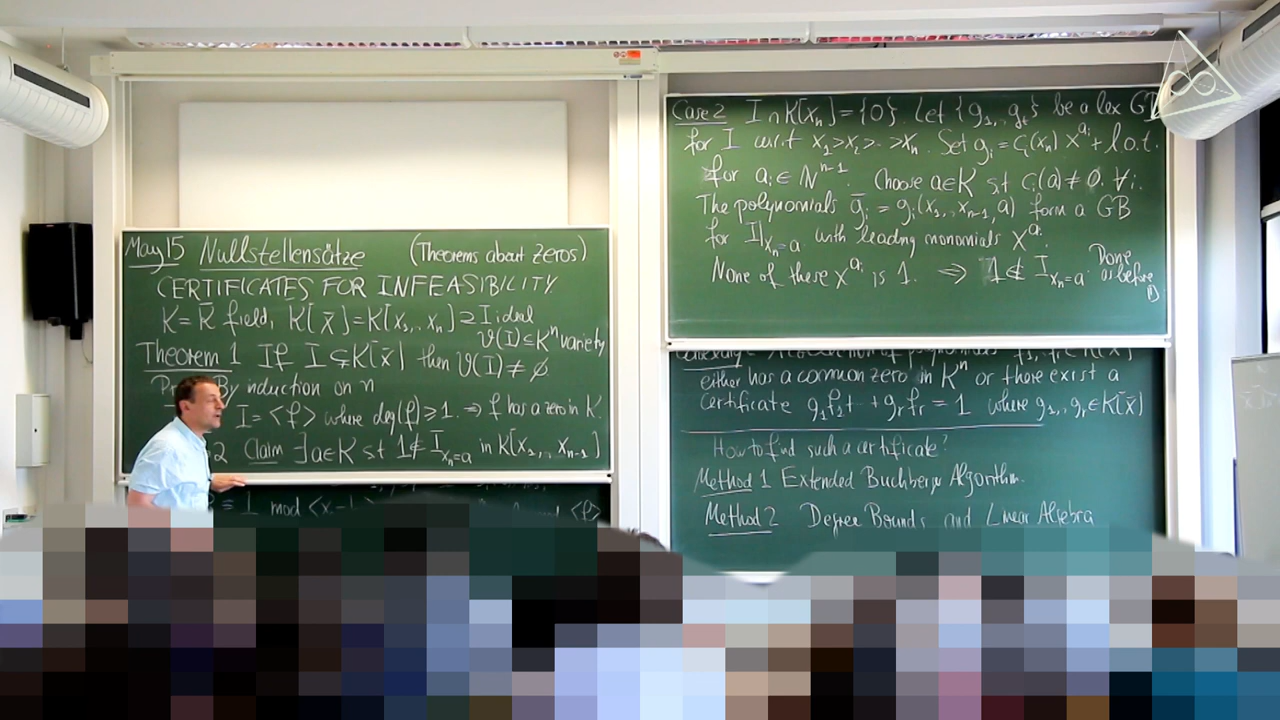 May 15 Nullstellensätze (Theorems about zeros)
CERTIFICATES FOR INFEASIBILITY
K = K̄ field, K[x̄] = K[x₁,..,xₙ] ⊇ I ideal
V(I) ⊆ Kⁿ variety
Theorem 1 If I ⊊ K[x̄] then V(I) ≠ ∅
By induction on n
I = <f> where deg(f) ≥ 1. ⇒ f has a zero in K.
2 Claim ∃ a∈K s.t 1 ∉ I_{xₙ=a} in K[x₁,.., xₙ₋₁]
= 1 mod <x-
Case 2 I ∩ K[xₙ] = {0}. Let {g₁,.., gₜ} be a lex G
for I w.r.t x₁>x₂>..>xₙ. Set gᵢ = cᵢ(xₙ) x^{aᵢ} + l.o.t.
for aᵢ ∈ ℕⁿ⁻¹. Choose a∈K st cᵢ(a) ≠ 0. ∀i.
The polynomials ḡᵢ = gᵢ(x₁,.., xₙ₋₁, a) form a GB
for I|_{xₙ=a} with leading monomials x^{aᵢ}
None of these x^{aᵢ} is 1. ⇒ 1 ∉ I_{xₙ=a}. Done as before
either has a common zero in Kⁿ or there exist a
certificate g₁f₁+ +gᵣfᵣ = 1 where g₁,.., gᵣ ∈ K[x̄]
How to find such a certificate?
Method 1 Extended Buchberger Algorithm.
Method 2 Degree Bounds and Linear Algebra